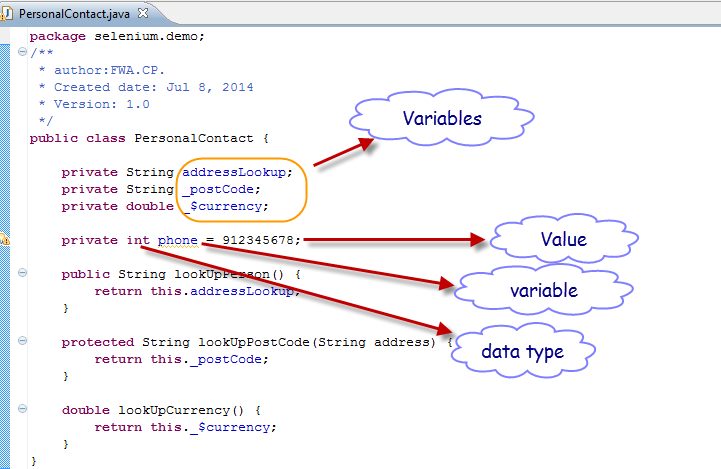 PersonalContact.java
package selenium.demo;
/**
 * author:FWA.CP.
 * Created date: Jul 8, 2014
 * Version: 1.0
 */
public class PersonalContact {
Variables
private String addressLookup;
private String _postCode;
private double _$currency;
private int phone = 912345678;
Value
public String lookUpPerson() {
return this.addressLookup;
}
variable
protected String lookUpPostCode(String address) {
return this._postCode;
}
data type
double lookUpCurrency() {
return this._$currency;
}
}